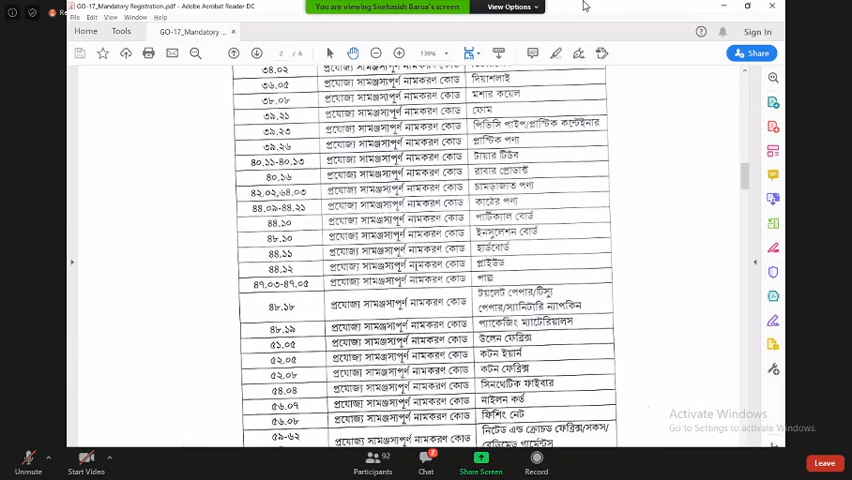 GO-17_Mandatory Registration.pdf - Adobe Acrobat Reader DC
You are viewing Snehasish Barua's screen
View Options
File Edit View Window Help
Home Tools GO-17_Mandatory ... ×
Sign In
2 / 6
139%
Share
৩৪.০২ প্রযোজ্য সামঞ্জস্যপূর্ণ নামকরণ কোড
৩৬.০৫ প্রযোজ্য সামঞ্জস্যপূর্ণ নামকরণ কোড দিয়াশলাই
৩৮.০৮ প্রযোজ্য সামঞ্জস্যপূর্ণ নামকরণ কোড মশার কয়েল
৩৯.২১ প্রযোজ্য সামঞ্জস্যপূর্ণ নামকরণ কোড ফোম
৩৯.২৩ প্রযোজ্য সামঞ্জস্যপূর্ণ নামকরণ কোড পিভিসি পাইপ/প্লাস্টিক কন্টেইনার
৩৯.২৬ প্রযোজ্য সামঞ্জস্যপূর্ণ নামকরণ কোড প্লাস্টিক পণ্য
৪০.১১-৪০.১৩ প্রযোজ্য সামঞ্জস্যপূর্ণ নামকরণ কোড টায়ার টিউব
৪০.১৬ প্রযোজ্য সামঞ্জস্যপূর্ণ নামকরণ কোড রাবার প্রোডাক্ট
৪২.০২,৬৪.০৩ প্রযোজ্য সামঞ্জস্যপূর্ণ নামকরণ কোড চামড়াজাত পণ্য
৪৪.০৯-৪৪.২১ প্রযোজ্য সামঞ্জস্যপূর্ণ নামকরণ কোড কাঠের পণ্য
৪৪.১০ প্রযোজ্য সামঞ্জস্যপূর্ণ নামকরণ কোড পার্টিক্যাল বোর্ড
৪৮.১০ প্রযোজ্য সামঞ্জস্যপূর্ণ নামকরণ কোড ইনসুলেশন বোর্ড
৪৪.১১ প্রযোজ্য সামঞ্জস্যপূর্ণ নামকরণ কোড হার্ডবোর্ড
৪৪.১২ প্রযোজ্য সামঞ্জস্যপূর্ণ নামকরণ কোড প্লাইউড
৪৭.০৩-৪৭.০৫ প্রযোজ্য সামঞ্জস্যপূর্ণ নামকরণ কোড পাল্প
৪৮.১৮ প্রযোজ্য সামঞ্জস্যপূর্ণ নামকরণ কোড টয়লেট পেপার/টিস্যু
পেপার/স্যানিটারি ন্যাপকিন
৪৮.১৯ প্রযোজ্য সামঞ্জস্যপূর্ণ নামকরণ কোড প্যাকেজিং ম্যাটেরিয়ালস
৫১.০৫ প্রযোজ্য সামঞ্জস্যপূর্ণ নামকরণ কোড উলেন ফেব্রিক্স
৫২.০৫ প্রযোজ্য সামঞ্জস্যপূর্ণ নামকরণ কোড কটন ইয়ার্ন
৫২.০৮ প্রযোজ্য সামঞ্জস্যপূর্ণ নামকরণ কোড কটন ফেব্রিক্স
৫৪.০৪ প্রযোজ্য সামঞ্জস্যপূর্ণ নামকরণ কোড সিনথেটিক ফাইবার
৫৬.০৭ প্রযোজ্য সামঞ্জস্যপূর্ণ নামকরণ কোড নাইলন কর্ড
৫৬.০৮ প্রযোজ্য সামঞ্জস্যপূর্ণ নামকরণ কোড ফিশিং নেট
৫৯-৬২ প্রযোজ্য সামঞ্জস্যপূর্ণ নামকরণ কোড নিটেড এন্ড ক্রোচড ফেব্রিক্স/সকস/
রেডিমেড গার্মেন্টস
Activate Windows
Go to Settings to activate Windows.
92
2
Unmute Start Video Participants Chat Share Screen Record Leave